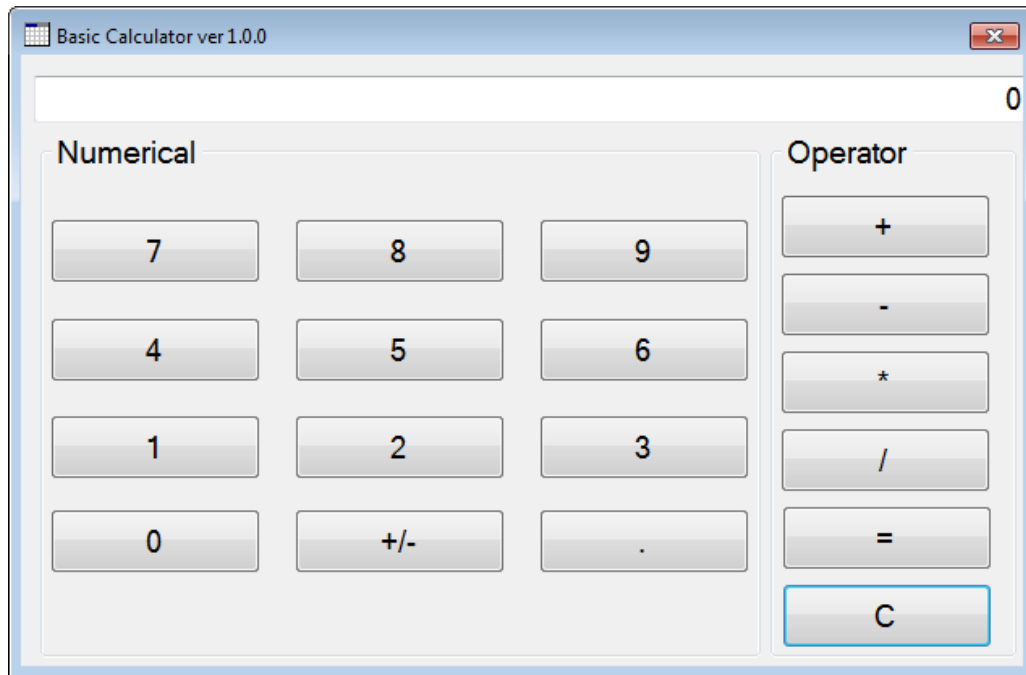 Basic Calculator ver 1.0.0
0
Numerical
Operator
7 8 9
4 5 6
1 2 3
0 +/- .
+
-
*
/
=
C